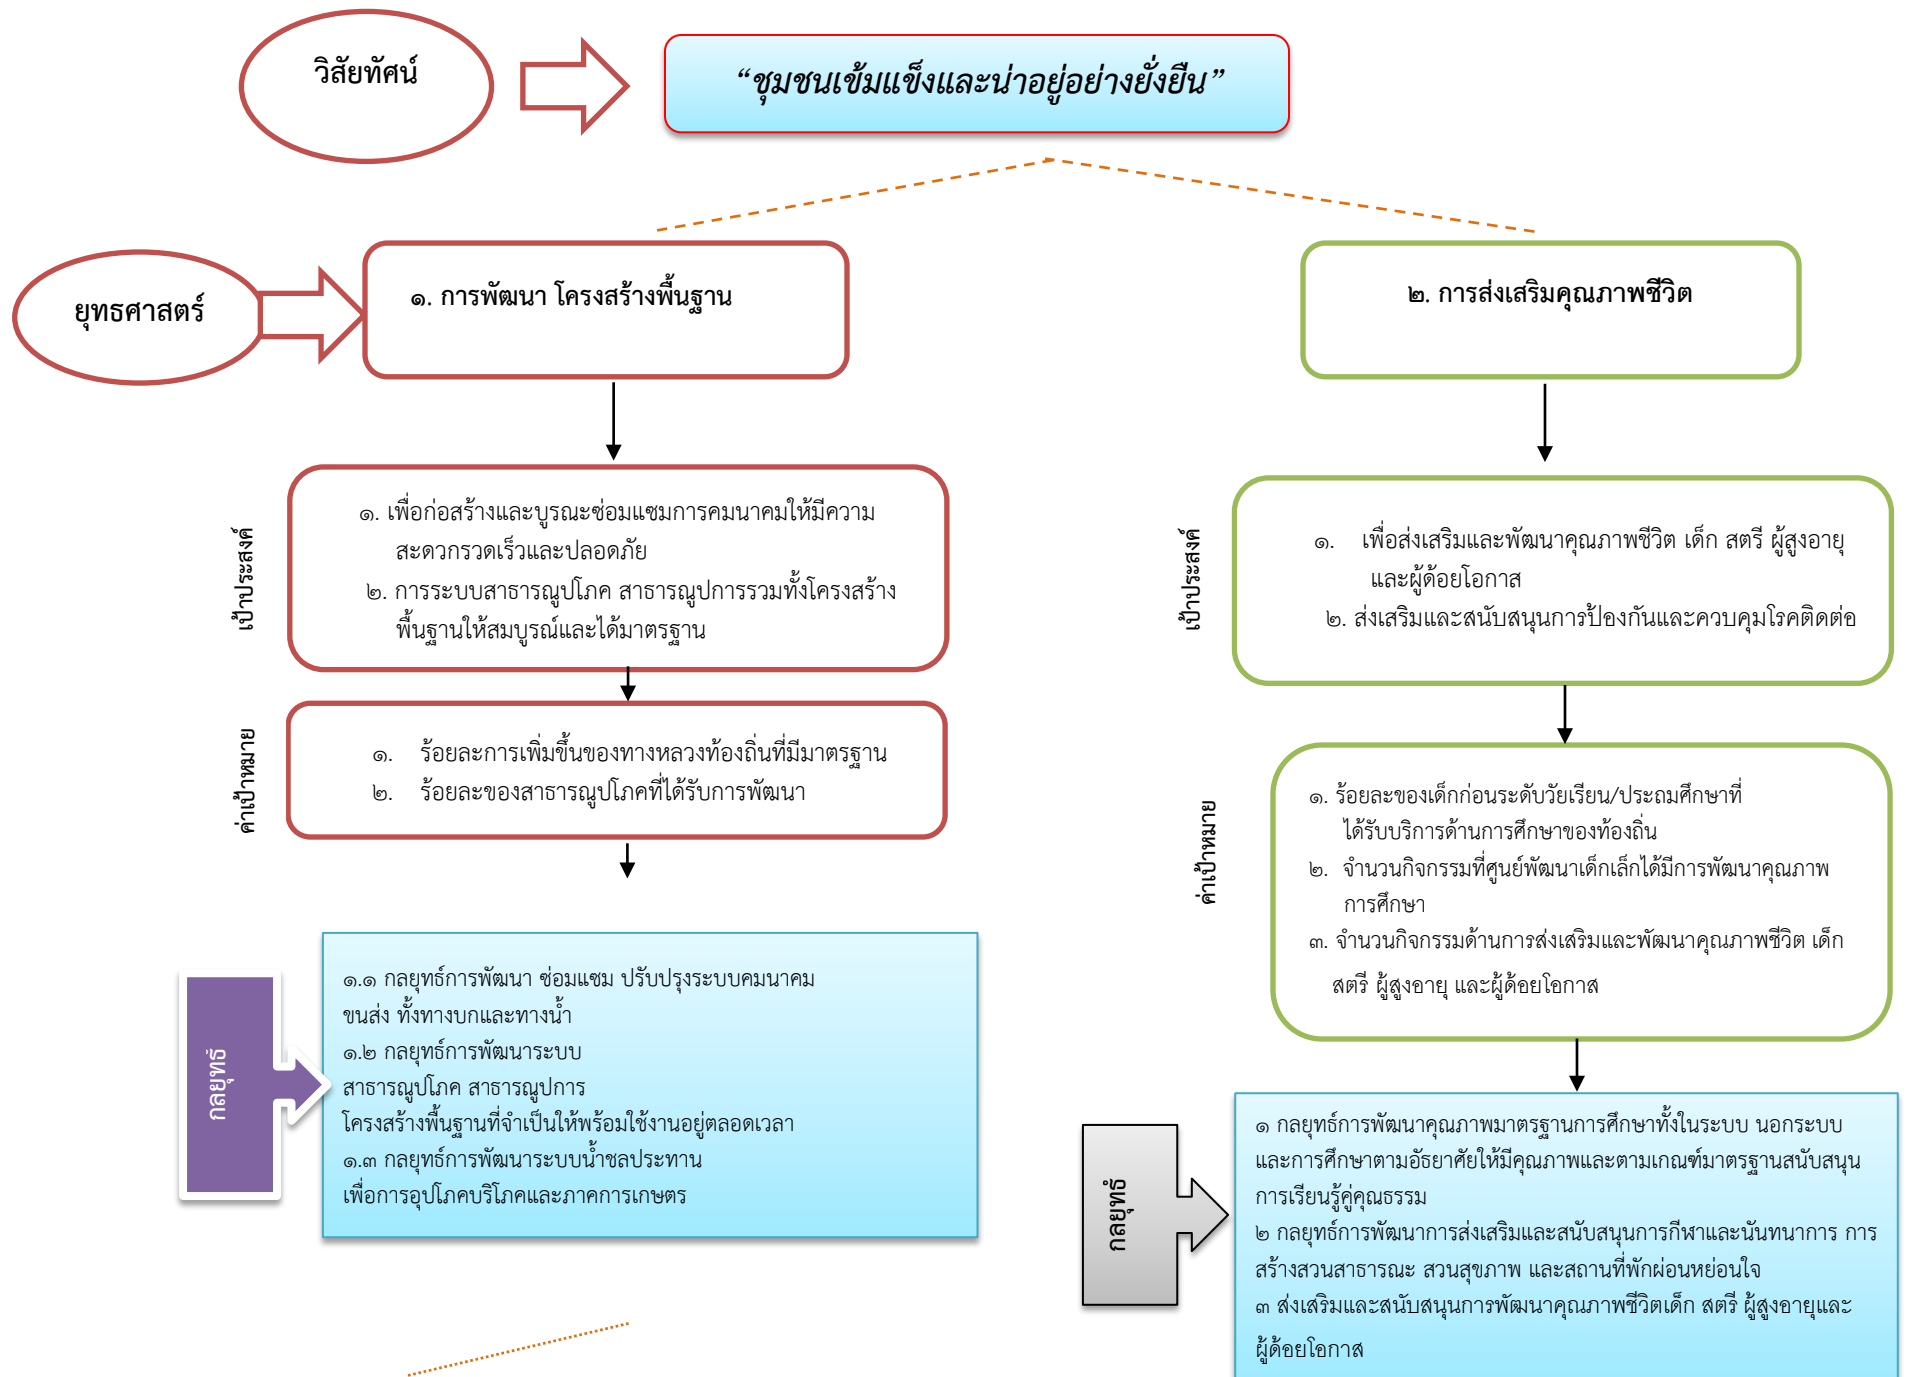 วิสัยทัศน์
“ชุมชนเข้มแข็งและน่าอยู่อย่างยั่งยืน”
ยุทธศาสตร์
๑. การพัฒนา โครงสร้างพื้นฐาน
เป้าประสงค์
๑. เพื่อก่อสร้างและบูรณะซ่อมแซมการคมนาคมให้มีความ
สะดวกรวดเร็วและปลอดภัย
๒. การระบบสาธารณูปโภค สาธารณูปการรวมทั้งโครงสร้าง
พื้นฐานให้สมบูรณ์และได้มาตรฐาน
ค่าเป้าหมาย
๑. ร้อยละการเพิ่มขึ้นของทางหลวงท้องถิ่นที่มีมาตรฐาน
๒. ร้อยละของสาธารณูปโภคที่ได้รับการพัฒนา
กลยุทธ์
๑.๑ กลยุทธ์การพัฒนา ซ่อมแซม ปรับปรุงระบบคมนาคม
ขนส่ง ทั้งทางบกและทางน้ำ
๑.๒ กลยุทธ์การพัฒนาระบบ
สาธารณูปโภค สาธารณูปการ
โครงสร้างพื้นฐานที่จำเป็นให้พร้อมใช้งานอยู่ตลอดเวลา
๑.๓ กลยุทธ์การพัฒนาระบบน้ำชลประทาน
เพื่อการอุปโภคบริโภคและภาคการเกษตร
๒. การส่งเสริมคุณภาพชีวิต
เป้าประสงค์
๑. เพื่อส่งเสริมและพัฒนาคุณภาพชีวิต เด็ก สตรี ผู้สูงอายุ
และผู้ด้อยโอกาส
๒. ส่งเสริมและสนับสนุนการป้องกันและควบคุมโรคติดต่อ
ค่าเป้าหมาย
๑. ร้อยละของเด็กก่อนระดับวัยเรียน/ประถมศึกษาที่
ได้รับบริการด้านการศึกษาของท้องถิ่น
๒. จำนวนกิจกรรมที่ศูนย์พัฒนาเด็กเล็กได้มีการพัฒนาคุณภาพ
การศึกษา
๓. จำนวนกิจกรรมด้านการส่งเสริมและพัฒนาคุณภาพชีวิต เด็ก
สตรี ผู้สูงอายุ และผู้ด้อยโอกาส
กลยุทธ์
๑ กลยุทธ์การพัฒนาคุณภาพมาตรฐานการศึกษาทั้งในระบบ นอกระบบ
และการศึกษาตามอัธยาศัยให้มีคุณภาพและตามเกณฑ์มาตรฐานสนับสนุน
การเรียนรู้คู่คุณธรรม
๒ กลยุทธ์การพัฒนาการส่งเสริมและสนับสนุนการกีฬาและนันทนาการ การ
สร้างสวนสาธารณะ สวนสุขภาพ และสถานที่พักผ่อนหย่อนใจ
๓ ส่งเสริมและสนับสนุนการพัฒนาคุณภาพชีวิตเด็ก สตรี ผู้สูงอายุและ
ผู้ด้อยโอกาส